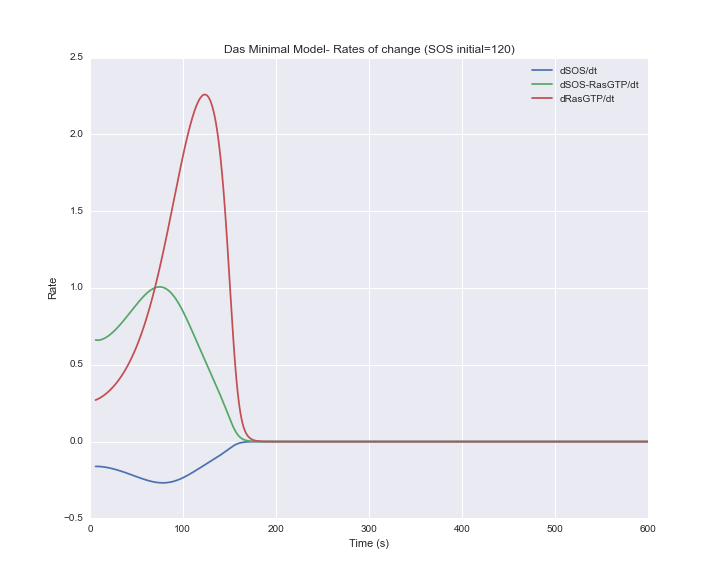 Das Minimal Model- Rates of change (SOS initial=120)
2.5
2.0
1.5
1.0
0.5
0.0
−0.5
Rate
dSOS/dt
dSOS-RasGTP/dt
dRasGTP/dt
0 100 200 300 400 500 600
Time (s)